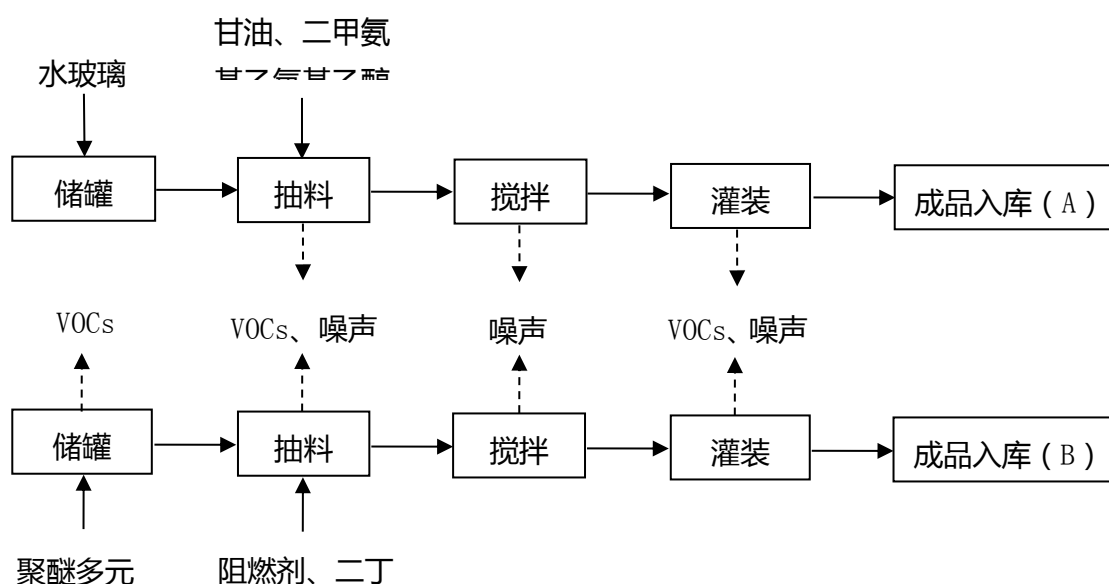 甘油、二甲氨
水玻璃
储罐
抽料
搅拌
灌装
成品入库（A）
VOCs
VOCs、噪声
噪声
VOCs、噪声
储罐
抽料
搅拌
灌装
成品入库（B）
聚醚多元
阻燃剂、二丁